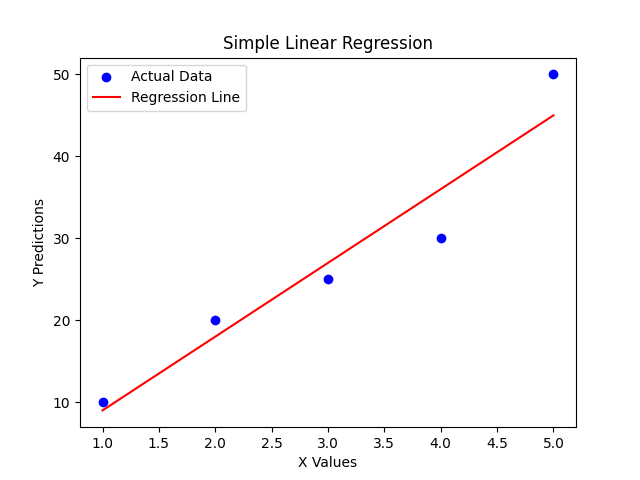 Simple Linear Regression
Actual Data
Regression Line
50
40
30
20
10
Y Predictions
1.0 1.5 2.0 2.5 3.0 3.5 4.0 4.5 5.0
X Values